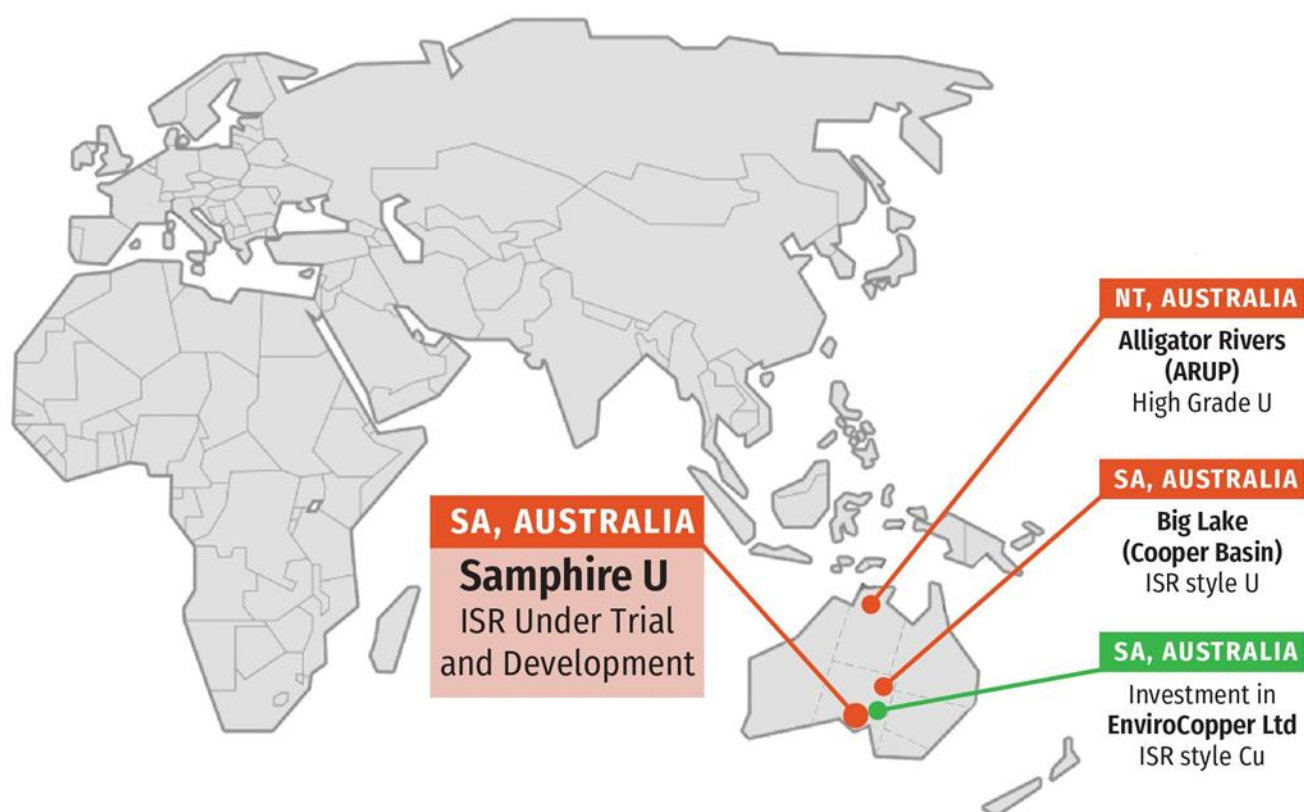 NT, AUSTRALIA
Alligator Rivers
(ARUP)
High Grade U
SA, AUSTRALIA
Big Lake
(Cooper Basin)
ISR style U
SA, AUSTRALIA
Samphire U
ISR Under Trial
and Development
SA, AUSTRALIA
Investment in
EnviroCopper Ltd
ISR style Cu